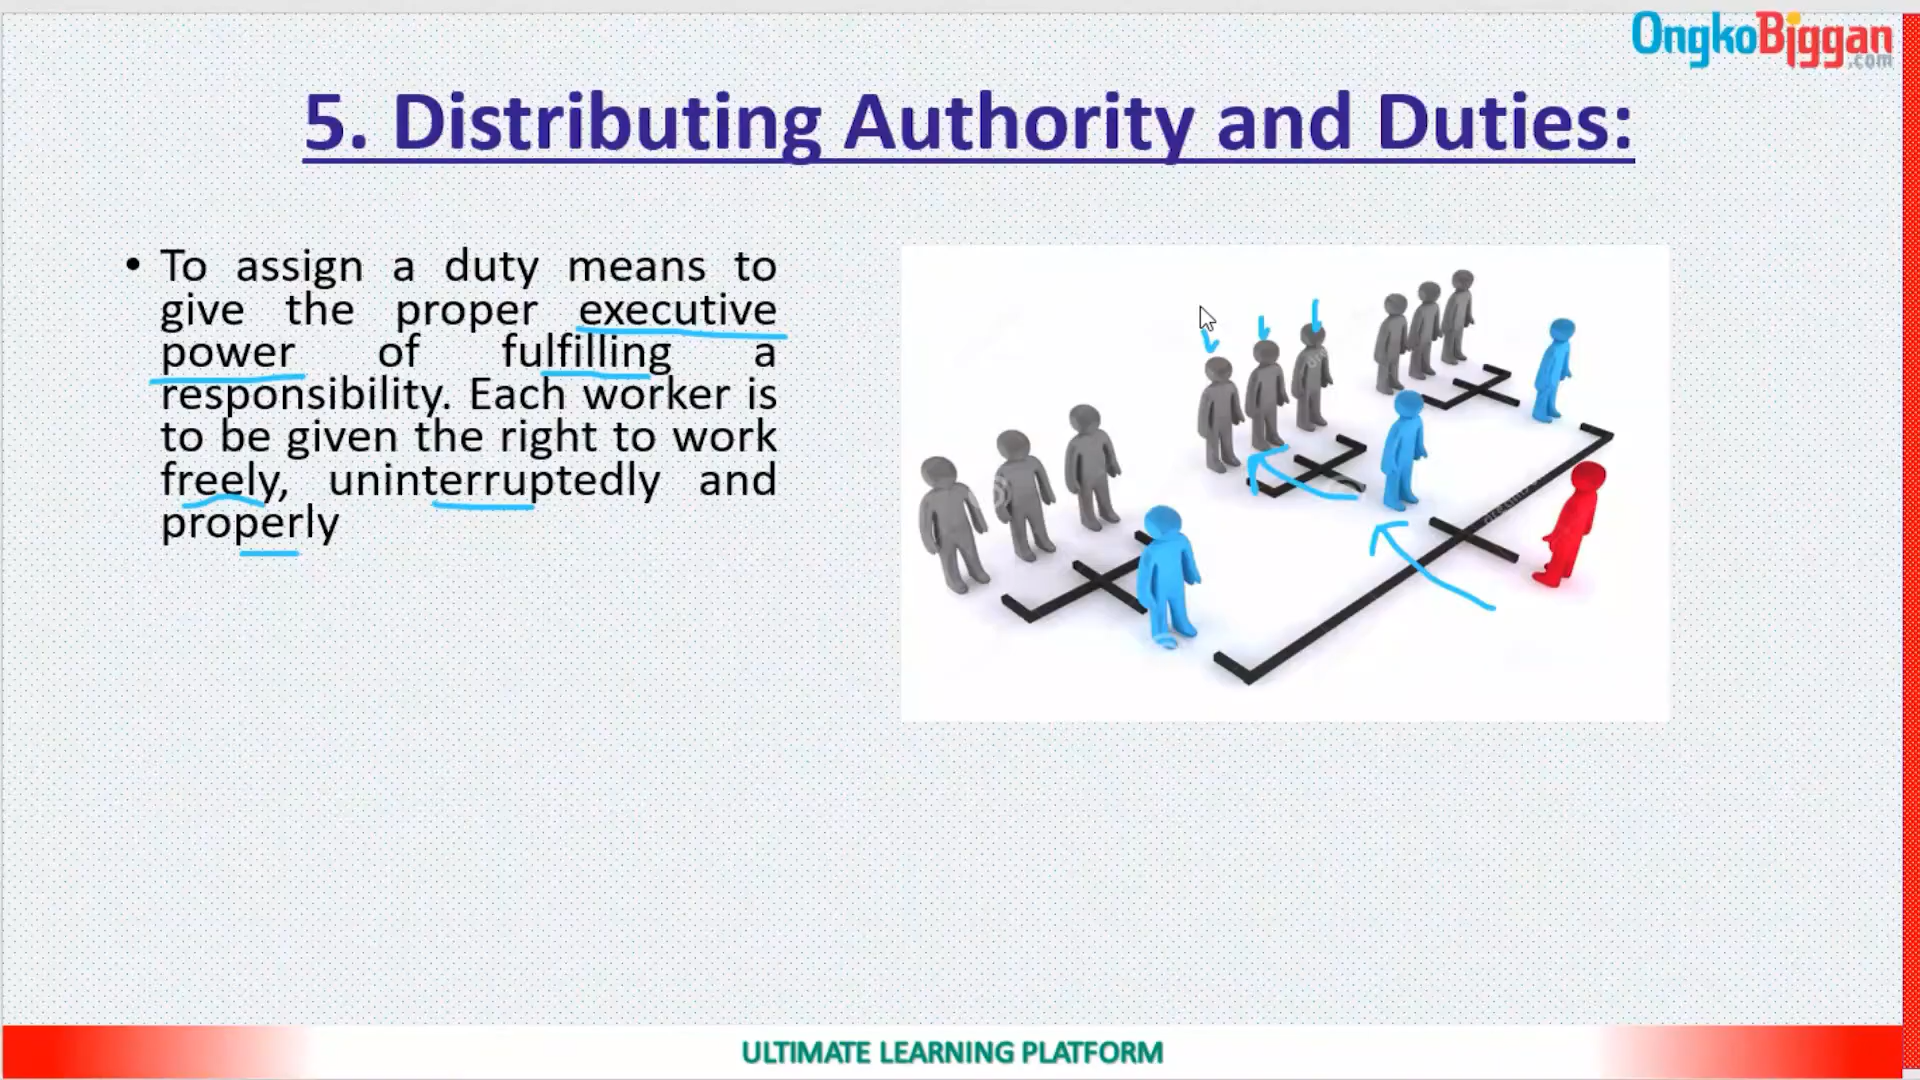 OngkoBiggan
.com
5. Distributing Authority and Duties:
• To assign a duty means to
give the proper executive
power of fulfilling a
responsibility. Each worker is
to be given the right to work
freely, uninterruptedly and
properly
ULTIMATE LEARNING PLATFORM